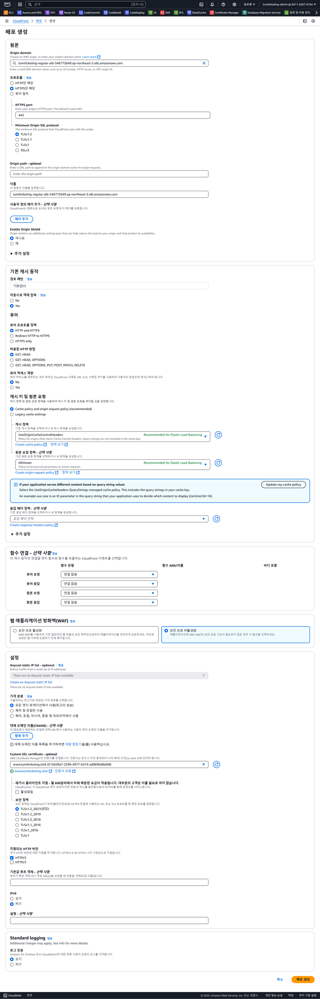 aws
검색
[알트+S]
글로벌
lumiticketing-admin @ 8411-6267-6104
EC2
Aurora and RDS
VPC
Route 53
CodeCommit
CodeBuild
CodeDeploy
S3
IAM
EFS
ElastiCache
Certificate Manager
Database Migration Service
결제 및 비용 관리
CloudFront
배포
생성
배포 생성
원본
Origin domain
Choose an AWS origin, or enter your origin's domain name. Learn more
lumiticketing-regular-alb-546772649.ap-northeast-2.elb.amazonaws.com
Enter a valid DNS domain name, such as an S3 bucket, HTTP server, or VPC origin ID.
프로토콜 정보
HTTP만 해당
HTTPS만 해당
뷰어 일치
HTTPS port
Enter your origin's HTTPS port. The default is port 443.
443
Minimum Origin SSL protocol
The minimum SSL protocol that CloudFront uses with the origin.
TLSv1.2
TLSv1.1
TLSv1
SSLv3
Origin path - optional
Enter a URL path to append to the origin domain name for origin requests.
Enter the origin path
이름
이 원본의 이름을 입력합니다.
lumiticketing-regular-alb-546772649.ap-northeast-2.elb.amazonaws.com
사용자 정의 헤더 추가 - 선택 사항
CloudFront는 원본으로 보내는 모든 요청에 이 헤더를 포함합니다.
헤더 추가
Enable Origin Shield
Origin shield is an additional caching layer that can help reduce the load on your origin and help protect its availability.
아니요
예
추가 설정
기본 캐시 동작
경로 패턴 정보
기본값(*)
자동으로 객체 압축 정보
No
Yes
뷰어
뷰어 프로토콜 정책
HTTP and HTTPS
Redirect HTTP to HTTPS
HTTPS only
허용된 HTTP 방법
GET, HEAD
GET, HEAD, OPTIONS
GET, HEAD, OPTIONS, PUT, POST, PATCH, DELETE
뷰어 액세스 제한
뷰어 액세스를 제한하는 경우 뷰어는 CloudFront 서명된 URL 또는 서명된 쿠키를 사용하여 사용자의 콘텐츠에 액세스해야 합니다.
No
Yes
캐시 키 및 원본 요청
캐시 정책 및 원본 요청 정책을 사용하여 캐시 키 및 원본 요청을 제어할 것을 권장합니다.
Cache policy and origin request policy (recommended)
Legacy cache settings
캐시 정책
기존 캐시 정책을 선택하거나 새 캐시 정책을 생성합니다.
UseOriginCacheControlHeaders
Recommended for Elastic Load Balancing
Policy for origins that return Cache-Control headers. Query strings are not included in the cache key.
Create cache policy 정책 보기
원본 요청 정책 - 선택 사항
기존 원본 요청 정책을 선택하거나 새 정책을 생성합니다.
AllViewer
Recommended for Elastic Load Balancing
Policy to forward all parameters in viewer requests
Create origin request policy 정책 보기
If your application serves different content based on query string values
Select the UseOriginCacheHeaders-QueryStrings managed cache policy. This includes the query strings in your cache key.
An example use case is an ID parameter in the query string that your application uses to decide which content to display (/articles?id=10).
Update my cache policy
응답 헤더 정책 - 선택 사항
기존 응답 헤더 정책을 선택하거나 새 정책을 생성합니다.
응답 헤더 선택
Create response headers policy
추가 설정
함수 연결 - 선택 사항 정보
이 캐시 동작과 연결할 엣지 함수와 함수를 호출하는 CloudFront 이벤트를 선택합니다.
함수 유형
함수 ARN/이름
바디 포함
뷰어 요청
연결 없음
뷰어 응답
연결 없음
원본 요청
연결 없음
원본 응답
연결 없음
웹 애플리케이션 방화벽(WAF) 정보
보안 보호 활성화
AWS WAF를 사용하여 가장 일반적인 웹 위협과 보안 취약성으로부터 애플리케이션을 안전하게 보호하세요. 차단된
요청은 웹 서버에 도달하기 전에 중지됩니다.
보안 보호 비활성화
애플리케이션에 AWS WAF의 보안 보호 기능이 필요하지 않은 경우 이 옵션을 선택하세요.
설정
Anycast static IP list - optional 정보
Deliver traffic from a small set of IP addresses
There are no Anycast static IP lists available
Create an Anycast static IP list
There are no Anycast static IP lists available
가격 분류 정보
지불하려는 최고가와 연관된 가격 분류를 선택합니다.
모든 엣지 로케이션에서 사용(최고의 성능)
북미 및 유럽만 사용
북미, 유럽, 아시아, 중동 및 아프리카에서 사용
대체 도메인 이름(CNAME) - 선택 사항
이 배포에서 제공하는 파일에 대해 URL에서 사용하는 사용자 정의 도메인 이름을 추가합니다.
항목 추가
대체 도메인 이름 목록을 추가하려면 대량 편집기을(를) 사용하십시오.
Custom SSL certificate - optional
AWS Certificate Manager의 인증서를 연결합니다. 인증서는 반드시 미국 동부(버지니아 북부) 리전(us-east-1)에 있어야 합니다.
www.lumiticketing.click (512659a7-2290-4977-b374-ad06f8e86d48)
www.lumiticketing.click 인증서 요청
레거시 클라이언트 지원 - 월 600달러에서 비례 배분된 요금이 적용됩니다. 대부분의 고객은 이를 필요로 하지 않습니다.
CloudFront는 각 CloudFront 엣지 로케이션에 전용 IP 주소를 할당함으로써 HTTPS를 통해 콘텐츠를 서비스합니다.
활성화됨
보안 정책
보안 정책은 CloudFront가 뷰어(클라이언트)와 HTTPS 연결에 사용하는 SSL 또는 TLS 프로토콜 및 특정 암호를 결정합니다.
TLSv1.2_2021(권장)
TLSv1.2_2019
TLSv1.2_2018
TLSv1.1_2016
TLSv1_2016
TLSv1
지원되는 HTTP 버전
추가 HTTP 버전에 대한 지원을 추가합니다. HTTP/1.0 및 HTTP/1.1이 기본값으로 지원됩니다.
HTTP/2
HTTP/3
기본값 루트 객체 - 선택 사항
뷰어가 특정 객체 대신 루트 URL(/)을 요청할 때 반환할 객체(파일 이름)입니다.
IPv6
끄기
켜기
설명 - 선택 사항
Standard logging 정보
Additional charges may apply. See Info for more details.
로그 전송
Amazon S3, Firehose 또는 CloudWatch에 대한 최종 사용자 요청의 로그를 가져옵니다.
끄기
켜기
취소
배포 생성
CloudShell
의견
© 2025, Amazon Web Services, Inc. 또는 계열사.
개인 정보 보호
약관
쿠키 기본 설정